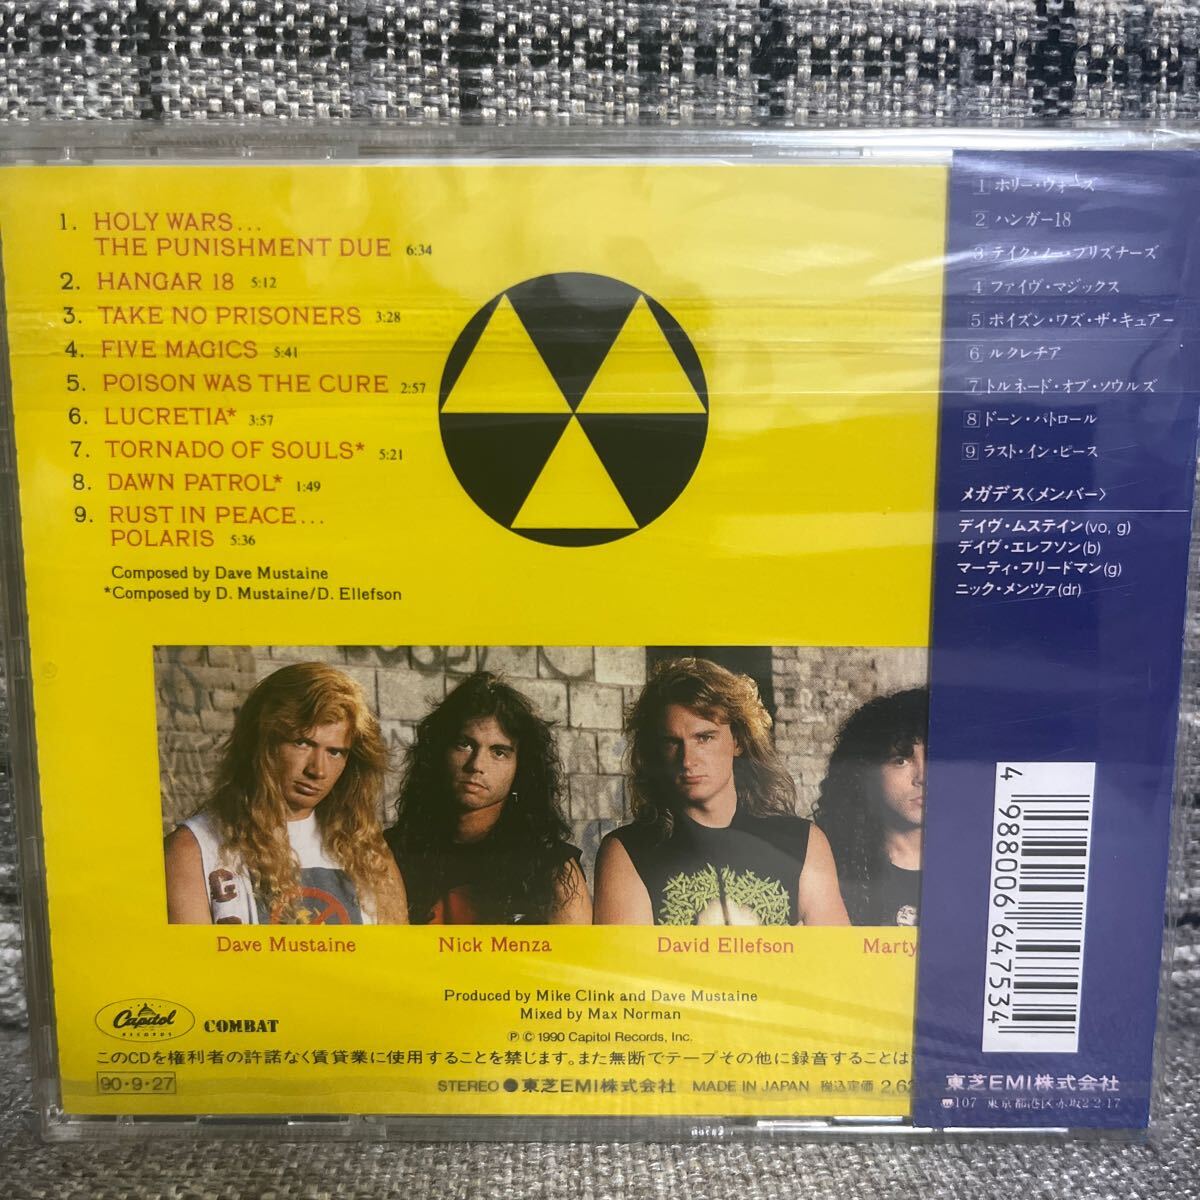 1. HOLY WARS...
THE PUNISHMENT DUE 6:34
2. HANGAR 18 5:12
3. TAKE NO PRISONERS 3:28
4. FIVE MAGICS 5:41
5. POISON WAS THE CURE 2:57
6. LUCRETIA* 3:57
7. TORNADO OF SOULS* 5:21
8. DAWN PATROL* 1:49
9. RUST IN PEACE...
POLARIS 5:36
Composed by Dave Mustaine
*Composed by D. Mustaine/D. Ellefson
Dave Mustaine
Nick Menza
David Ellefson
Marty
Produced by Mike Clink and Dave Mustaine
Mixed by Max Norman
Ⓟ © 1990 Capitol Records, Inc.
Capitol
RECORDS
COMBAT
このCDを権利者の許諾なく賃貸業に使用することを禁じます。また無断でテープその他に録音することは
90・9・27
STEREO ● 東芝EMI株式会社 MADE IN JAPAN 税込定価 2,6
1 ホリー・ウォーズ
2 ハンガー18
3 テイク・ノー・プリズナーズ
4 ファイヴ・マジックス
5 ポイズン・ワズ・ザ・キュアー
6 ルクレチア
7 トルネード・オブ・ソウルズ
8 ドーン・パトロール
9 ラスト・イン・ピース
メガデス〈メンバー〉
デイヴ・ムステイン(vo, g)
デイヴ・エレフソン(b)
マーティ・フリードマン(g)
ニック・メンツァ(dr)
4 988006 647534
東芝EMI株式会社
〒107 東京都港区赤坂2-2-17